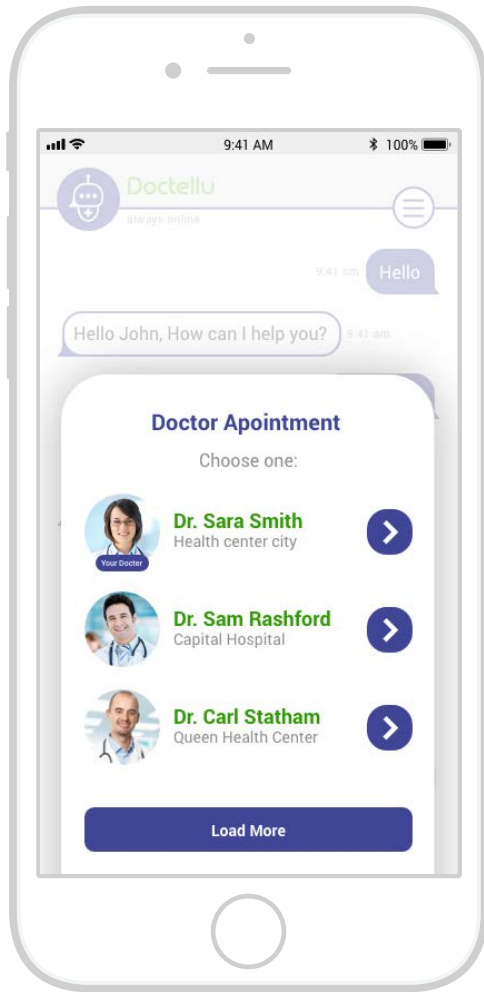 9:41 AM
100%
Doctellu
always online
9:41 am
Hello
Hello John, How can I help you?
9:41 am
Doctor Apointment
Choose one:
Dr. Sara Smith
Health center city
Your Docter
Dr. Sam Rashford
Capital Hospital
Dr. Carl Statham
Queen Health Center
Load More